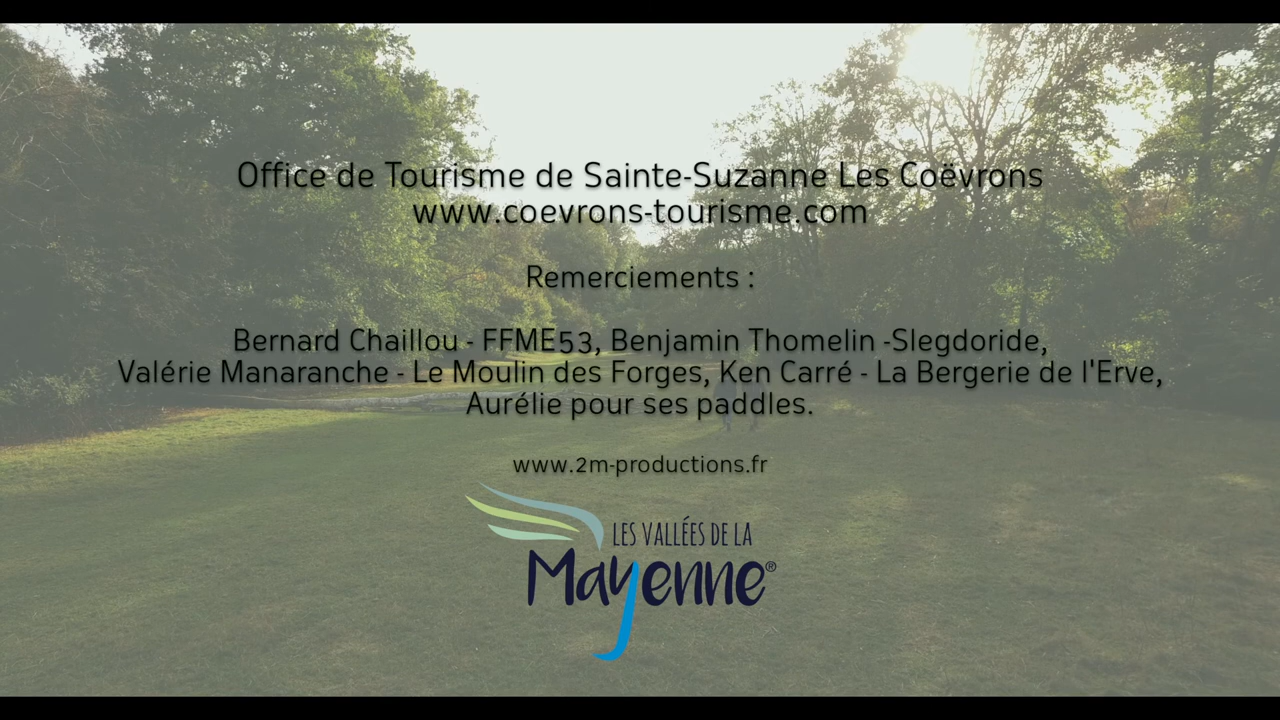 Office de Tourisme de Sainte-Suzanne Les Coëvrons
www.coevrons-tourisme.com
Remerciements :
Bernard Chaillou - FFME53, Benjamin Thomelin -Slegdoride,
Valérie Manaranche - Le Moulin des Forges, Ken Carré - La Bergerie de l'Erve,
Aurélie pour ses paddles.
www.2m-productions.fr
LES VALLÉES DE LA
Mayenne®